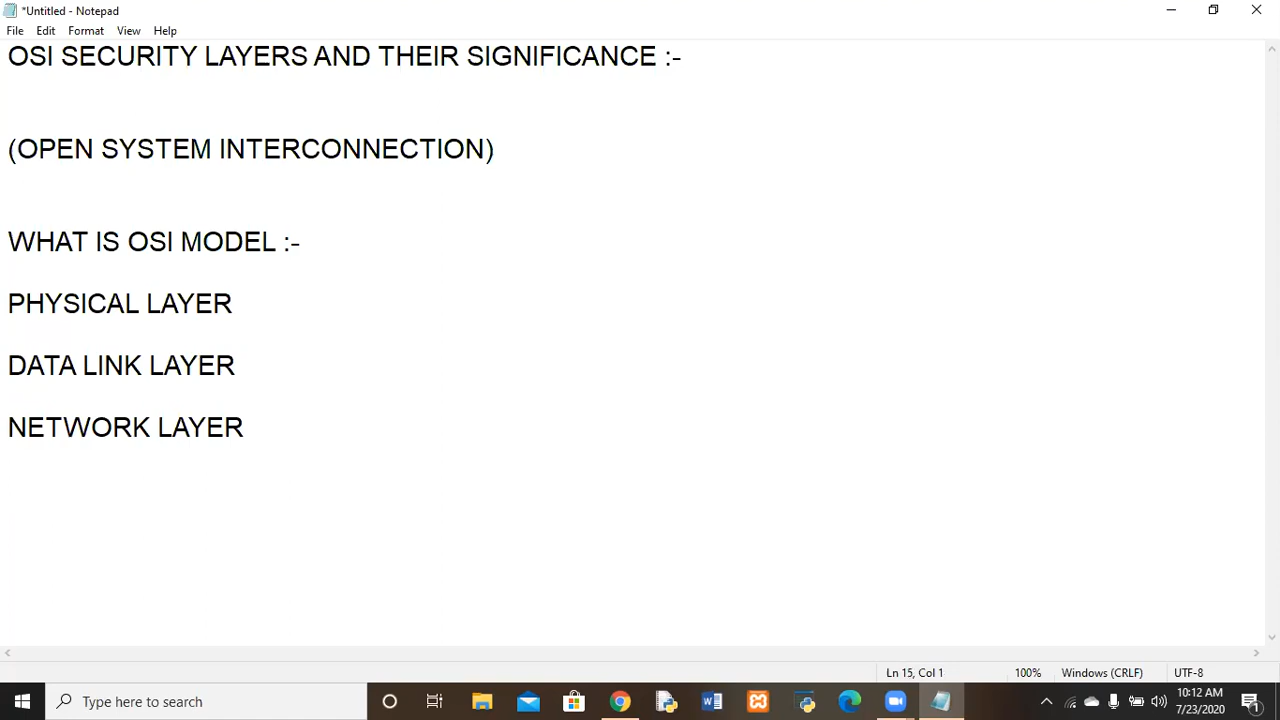 *Untitled - Notepad
File Edit Format View Help
OSI SECURITY LAYERS AND THEIR SIGNIFICANCE :-
(OPEN SYSTEM INTERCONNECTION)
WHAT IS OSI MODEL :-
PHYSICAL LAYER
DATA LINK LAYER
NETWORK LAYER
Ln 15, Col 1 100% Windows (CRLF) UTF-8
Type here to search
10:12 AM
7/23/2020
1